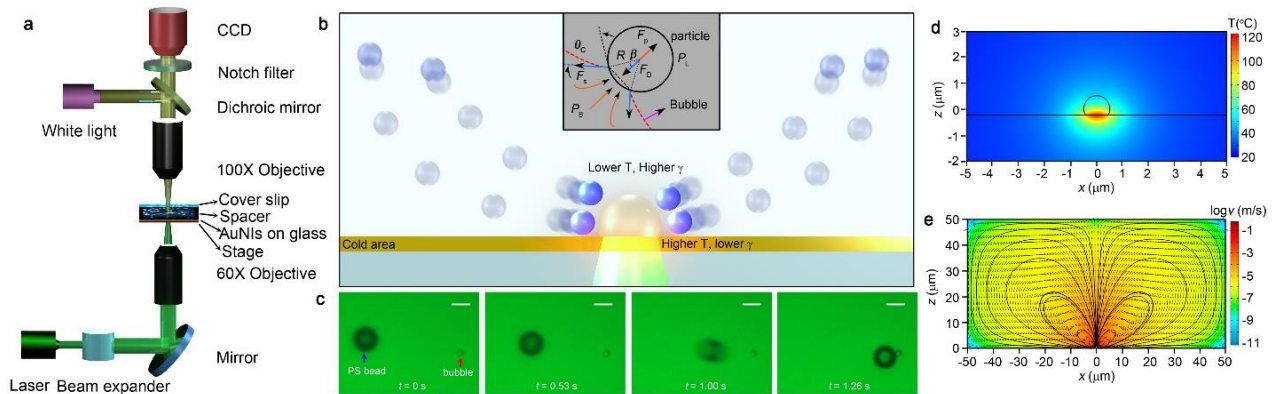 a
CCD
Notch filter
Dichroic mirror
White light
100X Objective
Cover slip
Spacer
AuNIs on glass
Stage
60X Objective
Mirror
Laser Beam expander
b
θC
R
β
Fp
particle
PL
FD
Fs
PB
Bubble
Lower T, Higher γ
Cold area
Higher T, lower γ
c
PS bead
bubble
t = 0 s
t = 0.53 s
t = 1.00 s
t = 1.26 s
d
T(°C)
3
2
1
0
-1
-2
z (μm)
-5 -4 -3 -2 -1 0 1 2 3 4 5
x (μm)
120
100
80
60
40
20
e
logv (m/s)
50
40
30
20
10
0
z (μm)
-50 -40 -30 -20 -10 0 10 20 30 40 50
x (μm)
-1
-3
-5
-7
-9
-11